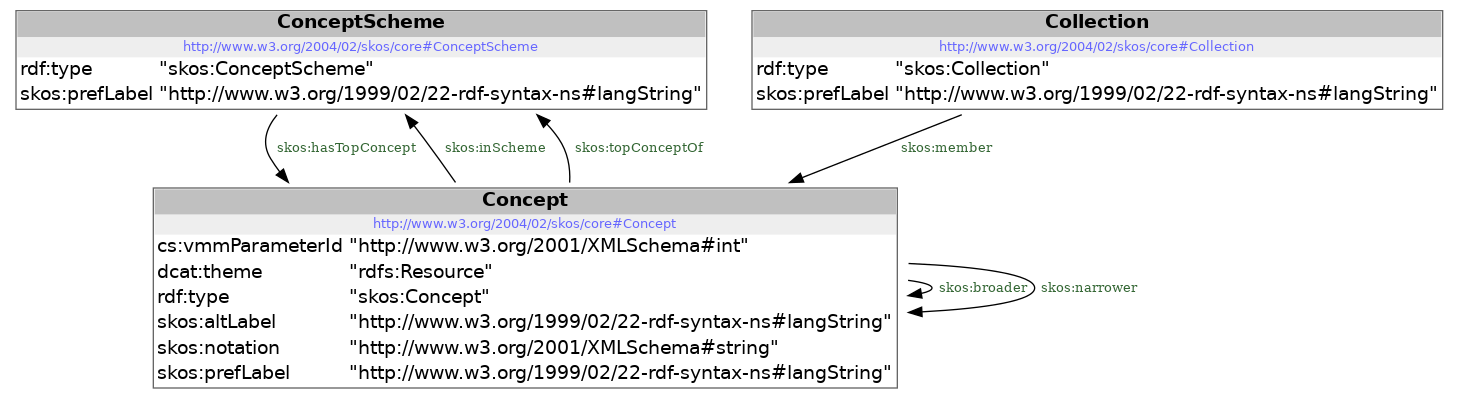 ConceptScheme
http://www.w3.org/2004/02/skos/core#ConceptScheme
rdf:type "skos:ConceptScheme"
skos:prefLabel "http://www.w3.org/1999/02/22-rdf-syntax-ns#langString"
Collection
http://www.w3.org/2004/02/skos/core#Collection
rdf:type "skos:Collection"
skos:prefLabel "http://www.w3.org/1999/02/22-rdf-syntax-ns#langString"
skos:hasTopConcept
skos:inScheme
skos:topConceptOf
skos:member
Concept
http://www.w3.org/2004/02/skos/core#Concept
cs:vmmParameterId "http://www.w3.org/2001/XMLSchema#int"
dcat:theme "rdfs:Resource"
rdf:type "skos:Concept"
skos:altLabel "http://www.w3.org/1999/02/22-rdf-syntax-ns#langString"
skos:notation "http://www.w3.org/2001/XMLSchema#string"
skos:prefLabel "http://www.w3.org/1999/02/22-rdf-syntax-ns#langString"
skos:broader
skos:narrower